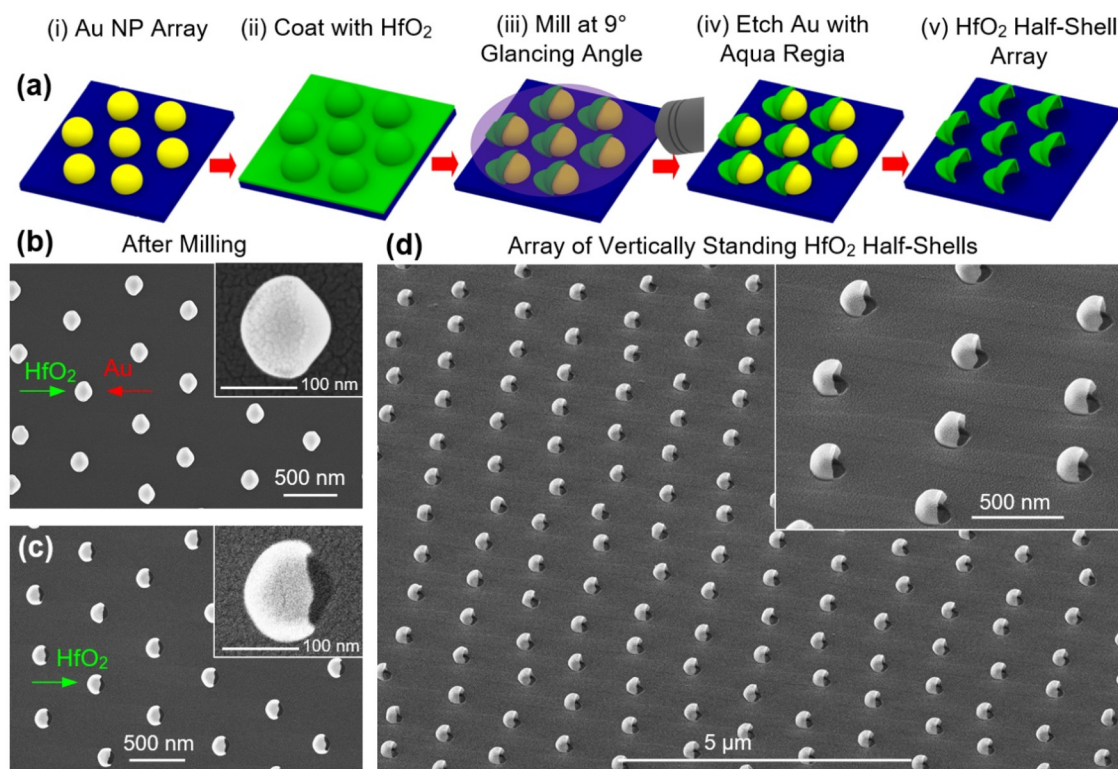 (i) Au NP Array
(ii) Coat with HfO₂
(iii) Mill at 9°
Glancing Angle
(iv) Etch Au with
Aqua Regia
(v) HfO₂ Half-Shell
Array
(a)
(b)
After Milling
HfO₂
Au
100 nm
500 nm
(c)
HfO₂
100 nm
500 nm
(d)
Array of Vertically Standing HfO₂ Half-Shells
500 nm
5 µm